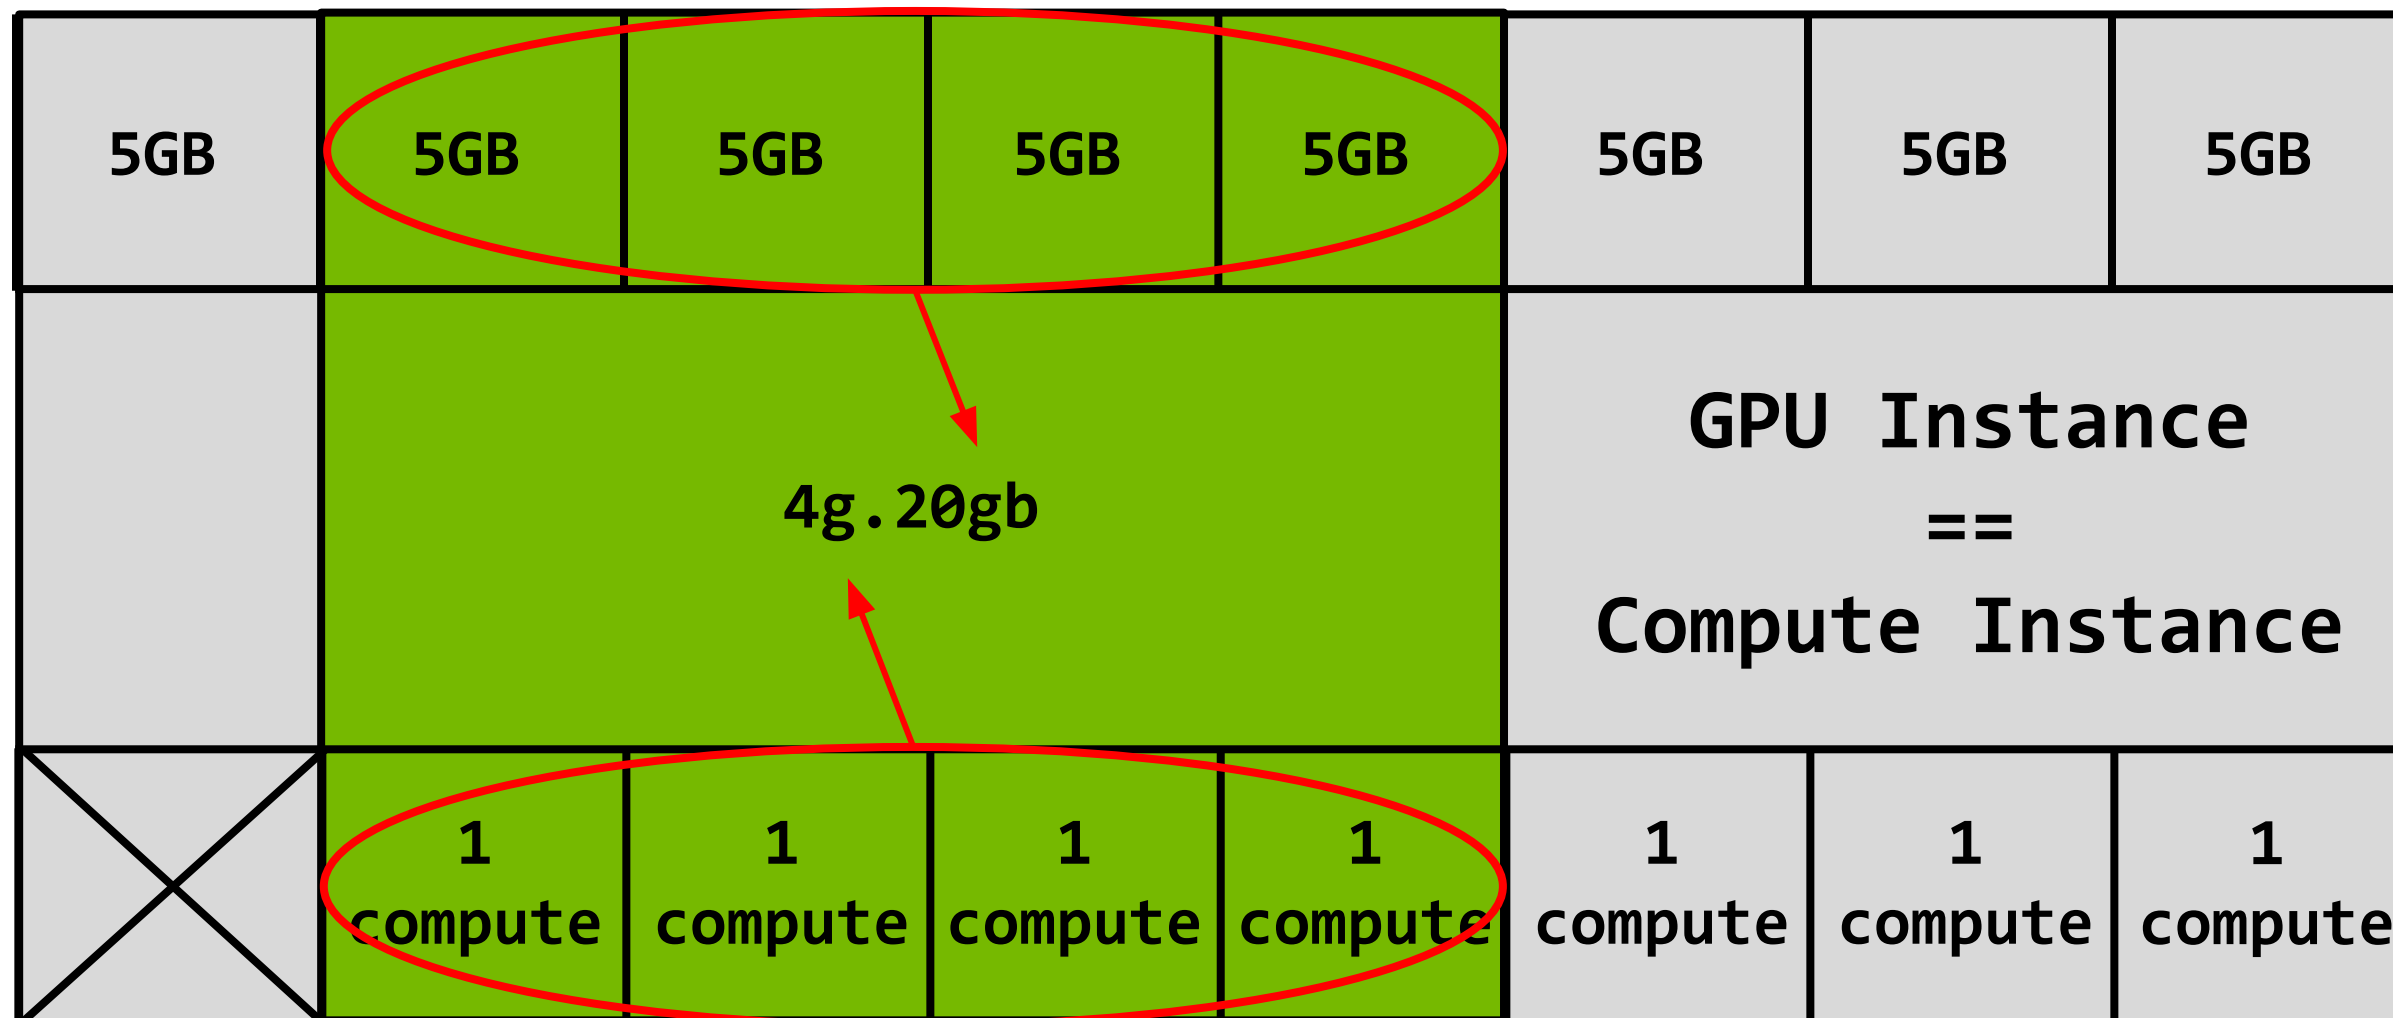 5GB 5GB 5GB 5GB 5GB 5GB 5GB 5GB
4g.20gb
GPU Instance
==
Compute Instance
1 1 1 1 1 1 1
compute compute compute compute compute compute compute